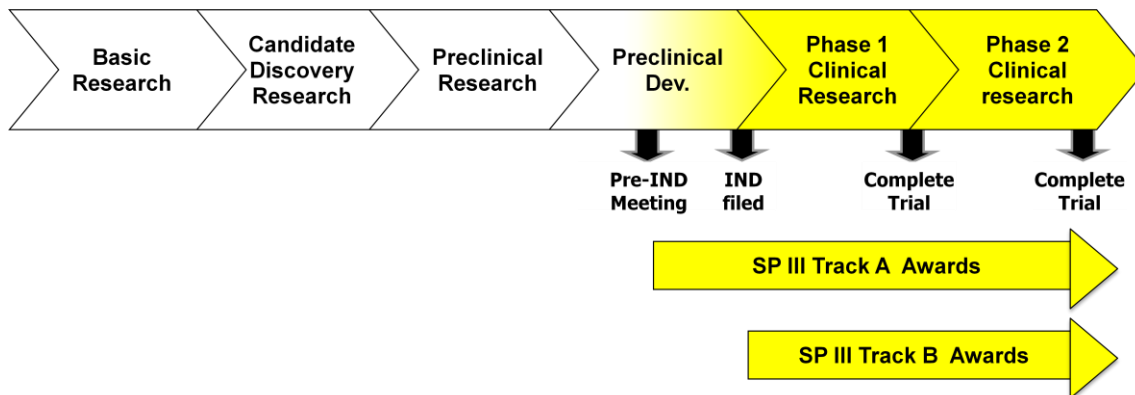 Basic
Research
Candidate
Discovery
Research
Preclinical
Research
Preclinical
Dev.
Phase 1
Clinical
Research
Phase 2
Clinical
research
Pre-IND
Meeting
IND
filed
Complete
Trial
Complete
Trial
SP III Track A Awards
SP III Track B Awards